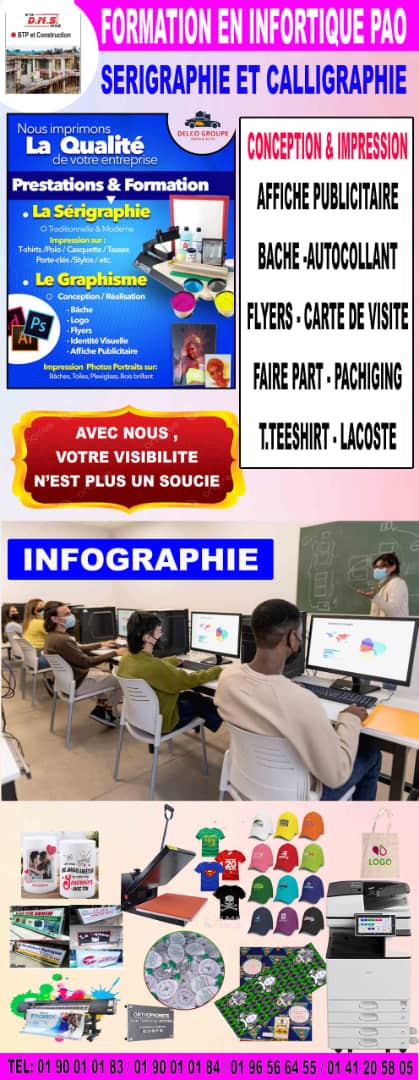 D.M.S
BTP et Construction
FORMATION EN INFORTIQUE PAO
SERIGRAPHIE ET CALLIGRAPHIE
Nous imprimons
La Qualité
de votre entreprise
DELCO GROUPE
Prestations & Formation
La Sérigraphie
Traditionnelle & Moderne
Impression sur :
T-shirts /Polo / Casquette / Tasses
Porte-clés /Stylos / etc.
Le Graphisme
Conception / Réalisation
- Bâche
- Logo
- Flyers
- Identité Visuelle
- Affiche Publicitaire
Ps
Ai
Impression Photos Portraits sur:
Bâches, Toiles, Plexiglass, Bois brillant
CONCEPTION & IMPRESSION
AFFICHE PUBLICITAIRE
BACHE -AUTOCOLLANT
FLYERS - CARTE DE VISITE
FAIRE PART - PACHIGING
T.TEESHIRT - LACOSTE
AVEC NOUS ,
VOTRE VISIBILITE
N'EST PLUS UN SOUCIE
INFOGRAPHIE
20
LOGO
ORTHOPHONISTE
TEL: 01 90 01 01 83 / 01 90 01 01 84 / 01 96 56 64 55 / 01 41 20 58 05